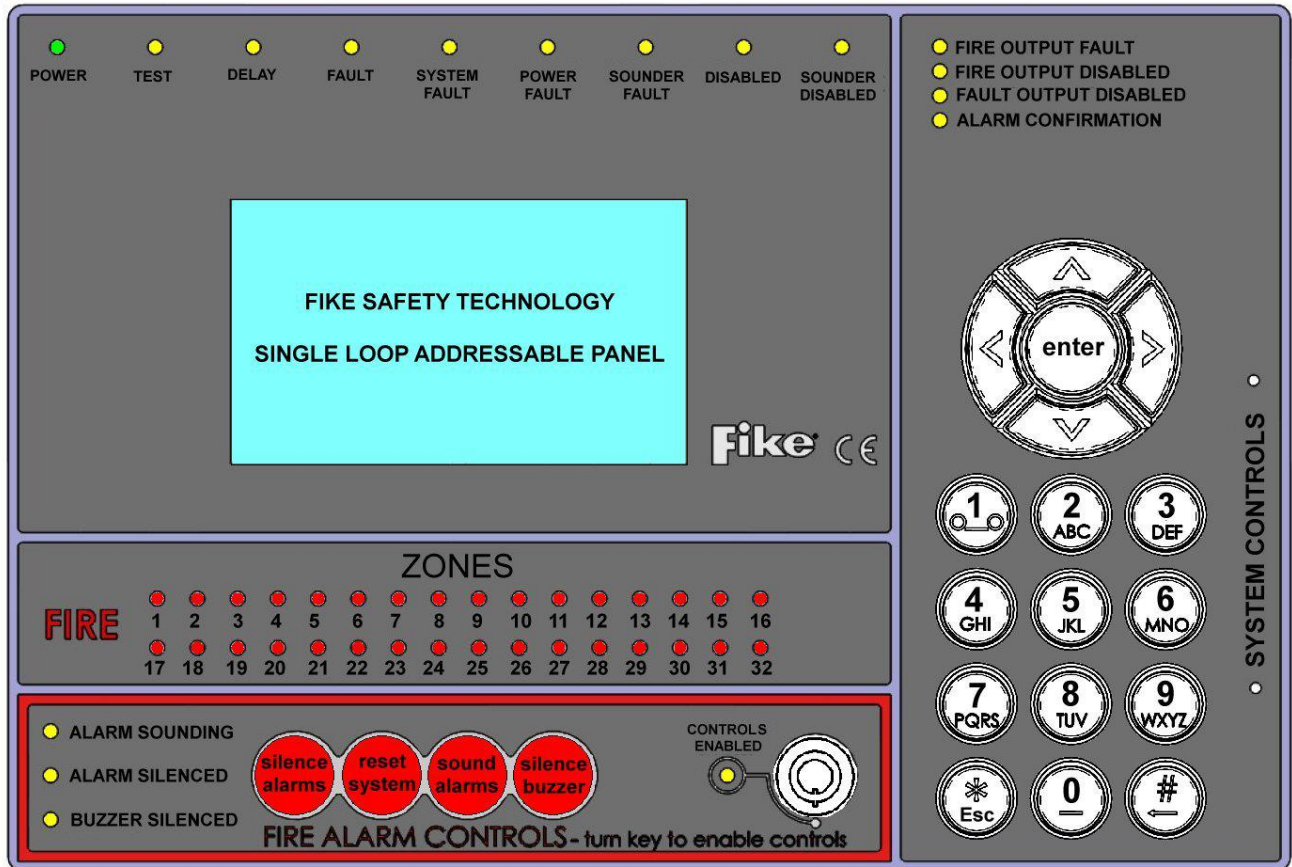 POWER
TEST
DELAY
FAULT
SYSTEM
FAULT
POWER
FAULT
SOUNDER
FAULT
DISABLED
SOUNDER
DISABLED
FIKE SAFETY TECHNOLOGY
SINGLE LOOP ADDRESSABLE PANEL
Fike® CE
ZONES
FIRE
1 2 3 4 5 6 7 8 9 10 11 12 13 14 15 16
17 18 19 20 21 22 23 24 25 26 27 28 29 30 31 32
ALARM SOUNDING
ALARM SILENCED
BUZZER SILENCED
silence
alarms
reset
system
sound
alarms
silence
buzzer
CONTROLS
ENABLED
FIRE ALARM CONTROLS - turn key to enable controls
FIRE OUTPUT FAULT
FIRE OUTPUT DISABLED
FAULT OUTPUT DISABLED
ALARM CONFIRMATION
enter
1
2
ABC
3
DEF
4
GHI
5
JKL
6
MNO
7
PQRS
8
TUV
9
WXYZ
*
Esc
0
#
SYSTEM CONTROLS